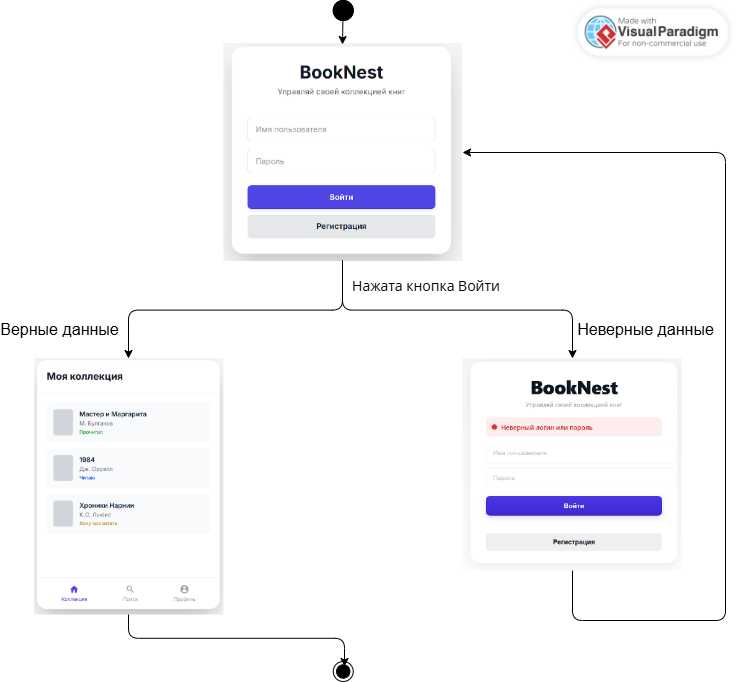 Made with
VisualParadigm
For non-commercial use
BookNest
Управляй своей коллекцией книг
Имя пользователя
Пароль
Войти
Регистрация
Нажата кнопка Войти
Верные данные
Неверные данные
Моя коллекция
Мастер и Маргарита
М. Булгаков
Прочитал
1984
Дж. Оруэлл
Читаю
Хроники Нарнии
К.С. Льюис
Хочу прочитать
Коллекция
Поиск
Профиль
BookNest
Управляй своей коллекцией книг
Неверный логин или пароль
Имя пользователя
Пароль
Войти
Регистрация